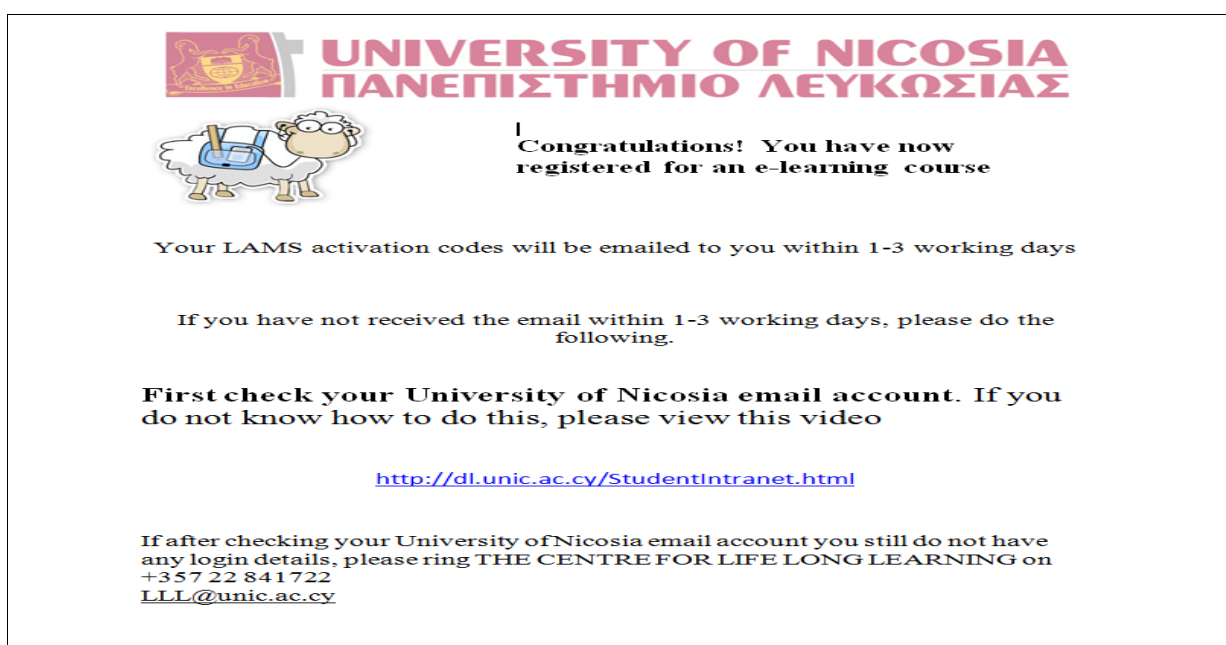 UNIVERSITY OF NICOSIA
ΠΑΝΕΠΙΣΤΗΜΙΟ ΛΕΥΚΩΣΙΑΣ
Excellence in Education
Congratulations! You have now
registered for an e-learning course
Your LAMS activation codes will be emailed to you within 1-3 working days
If you have not received the email within 1-3 working days, please do the
following.
First check your University of Nicosia email account. If you
do not know how to do this, please view this video
http://dl.unic.ac.cy/StudentIntranet.html
If after checking your University of Nicosia email account you still do not have
any login details, please ring THE CENTRE FOR LIFE LONG LEARNING on
+357 22 841722
LLL@unic.ac.cy